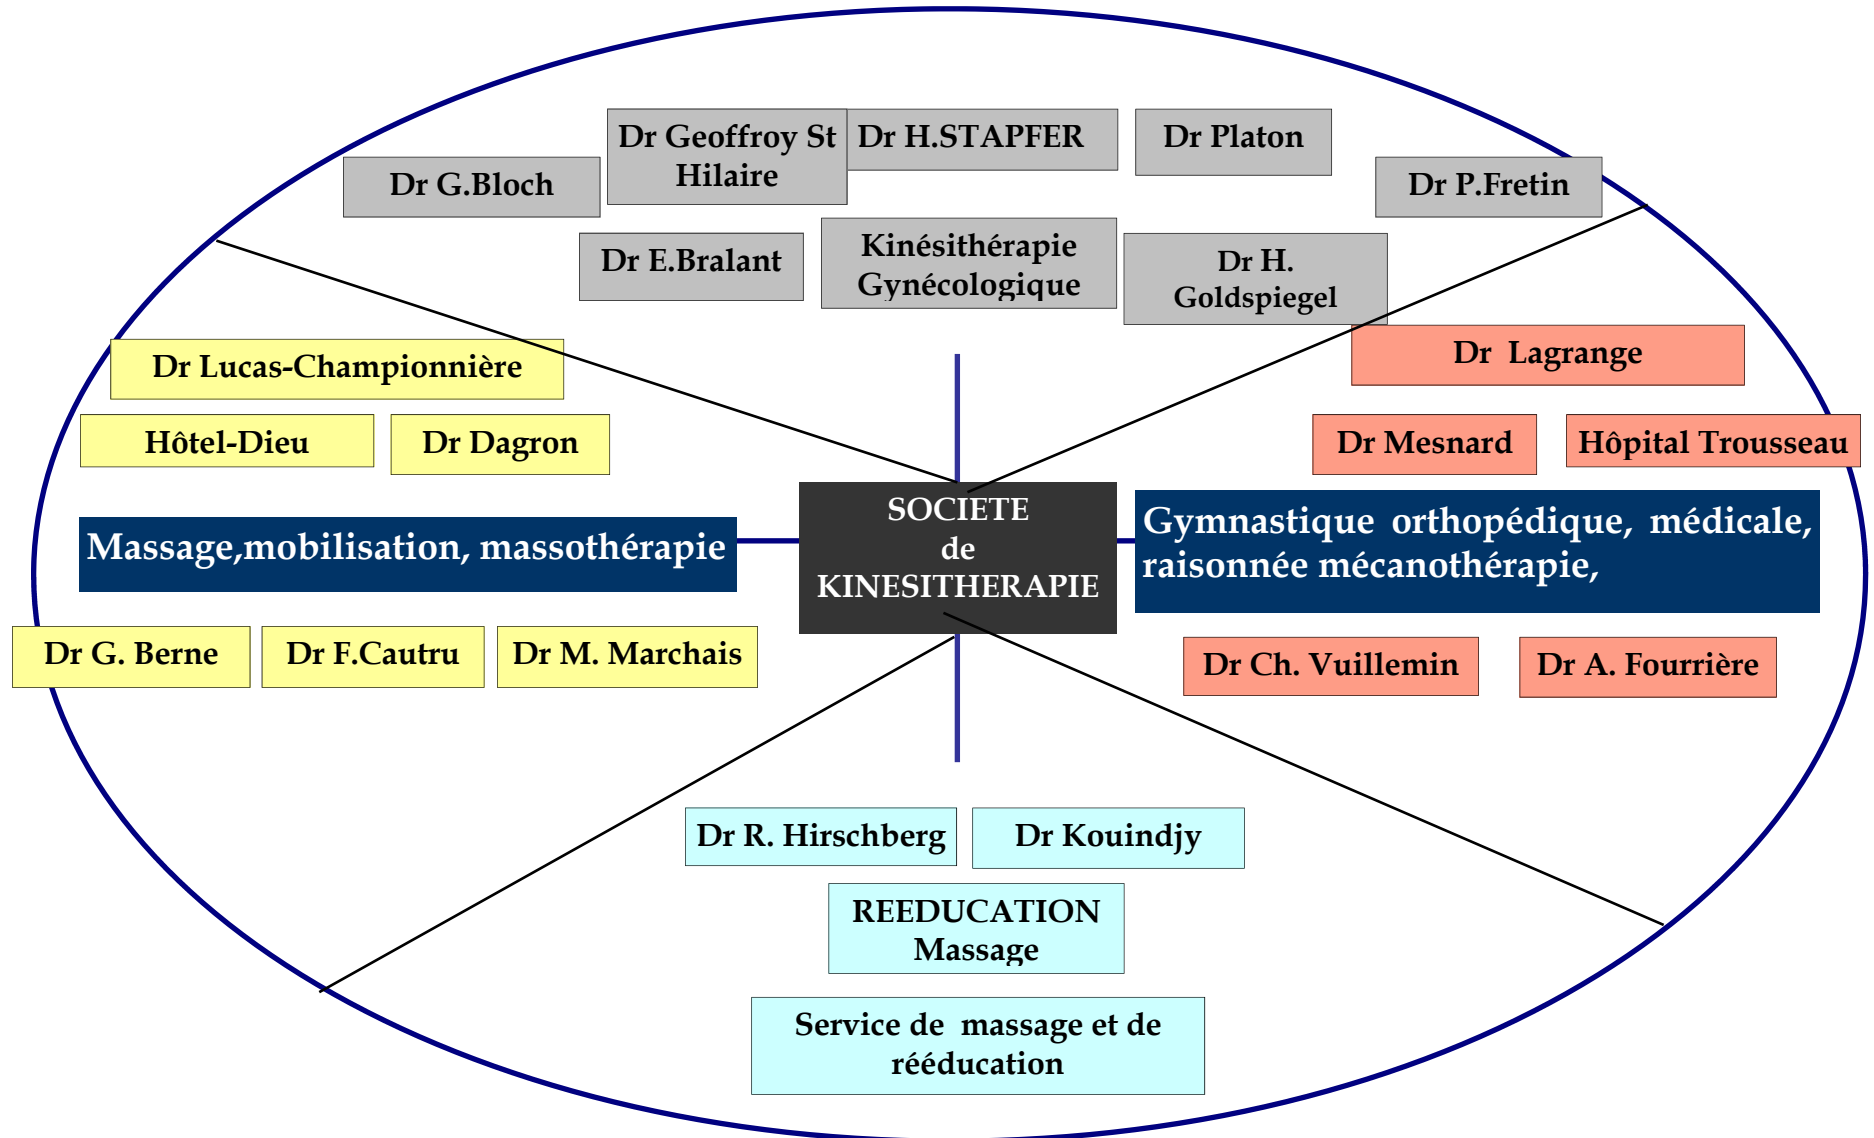 Dr Geoffroy St
Hilaire
Dr H.STAPFER
Dr Platon
Dr G.Bloch
Dr P.Fretin
Dr E.Bralant
Kinésithérapie
Gynécologique
Dr H.
Goldspiegel
Dr Lucas-Championnière
Dr  Lagrange
Hôtel-Dieu
Dr Dagron
Dr Mesnard
Hôpital Trousseau
Massage,mobilisation, massothérapie
SOCIETE
de
KINESITHERAPIE
Gymnastique orthopédique, médicale,
raisonnée mécanothérapie,
Dr G. Berne
Dr F.Cautru
Dr M. Marchais
Dr Ch. Vuillemin
Dr A. Fourrière
Dr R. Hirschberg
Dr Kouindjy
REEDUCATION
Massage
Service de  massage et de
rééducation